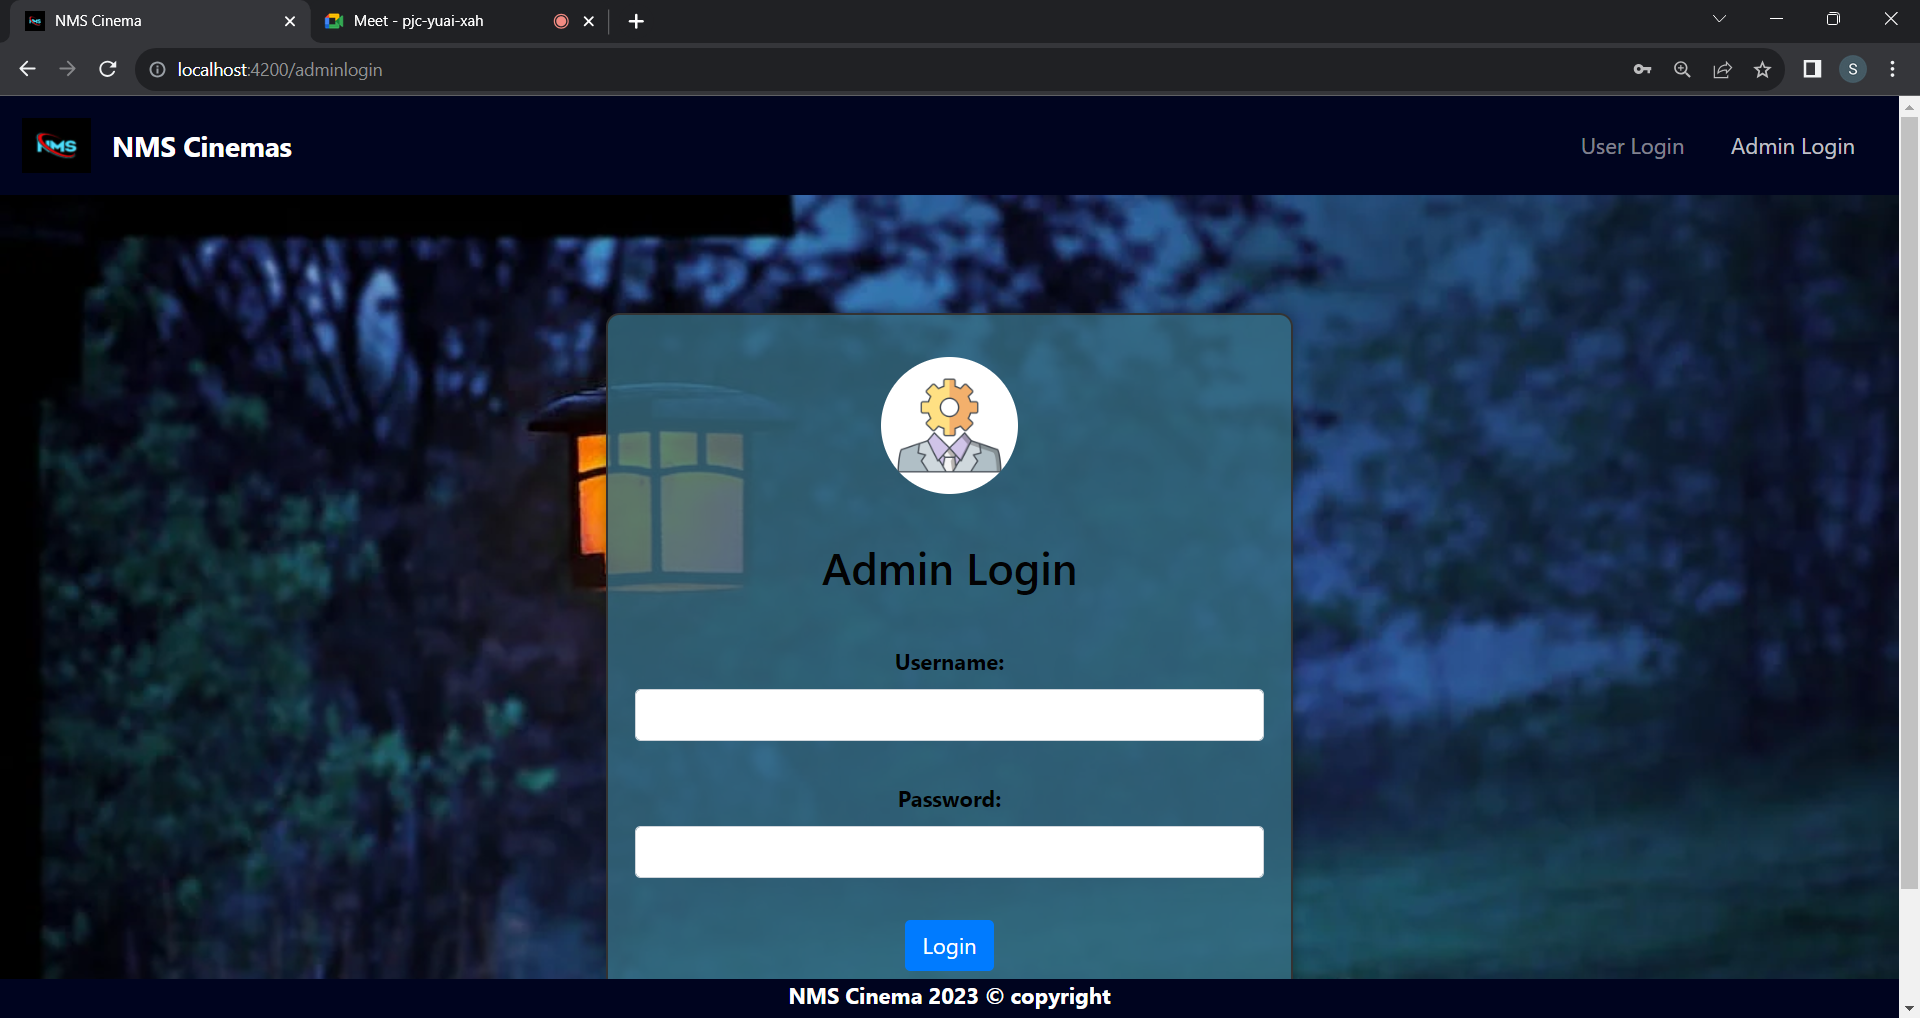 NMS Cinema
Meet - pjc-yuai-xah
localhost:4200/adminlogin
S
NMS
NMS Cinemas
User Login
Admin Login
Admin Login
Username:
Password:
Login
NMS Cinema 2023 © copyright